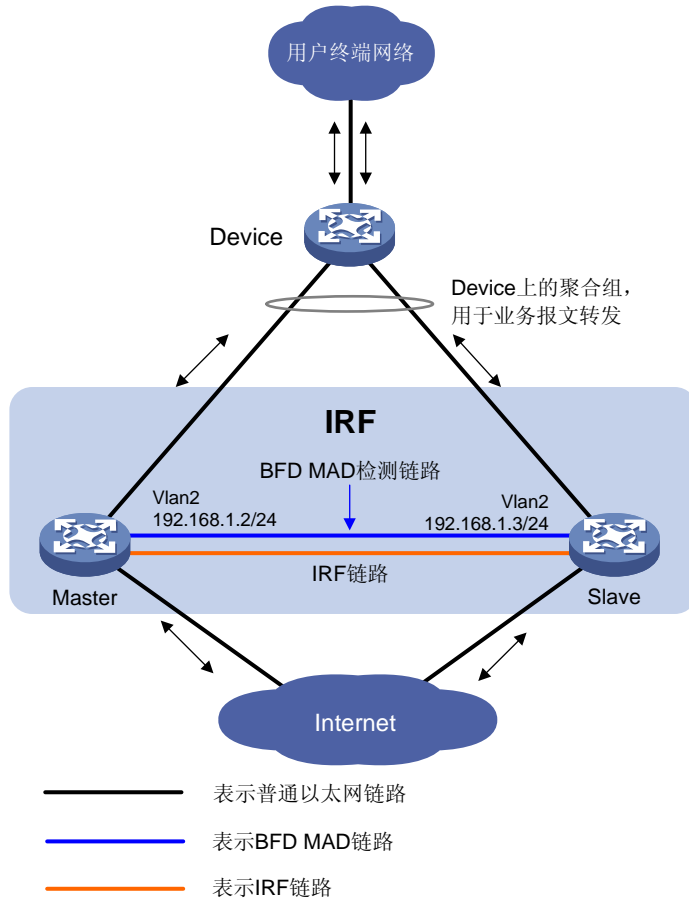 用户终端网络
Device
Device上的聚合组，
用于业务报文转发
IRF
BFD MAD检测链路
Vlan2
192.168.1.2/24
Vlan2
192.168.1.3/24
IRF链路
Master
Slave
Internet
表示普通以太网链路
表示BFD MAD链路
表示IRF链路